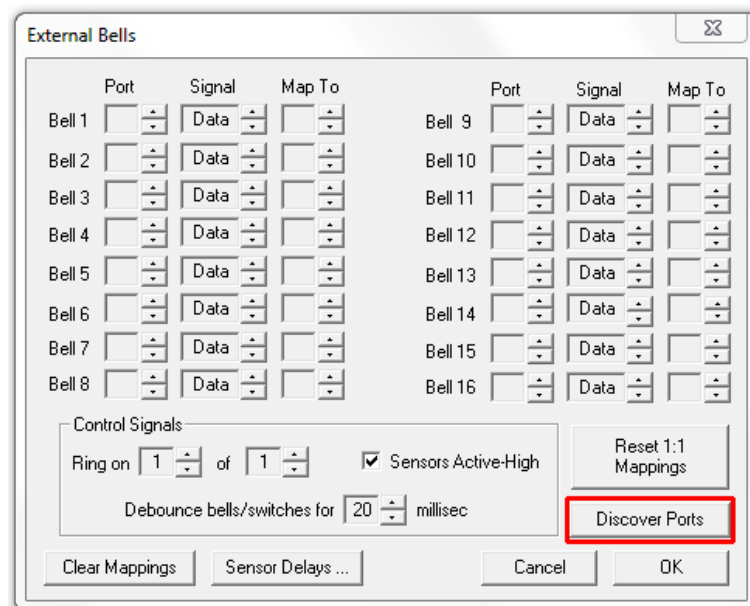 External Bells
Port Signal Map To Port Signal Map To
Bell 1 Data Bell 9 Data
Bell 2 Data Bell 10 Data
Bell 3 Data Bell 11 Data
Bell 4 Data Bell 12 Data
Bell 5 Data Bell 13 Data
Bell 6 Data Bell 14 Data
Bell 7 Data Bell 15 Data
Bell 8 Data Bell 16 Data
Control Signals
Ring on 1 of 1 Sensors Active-High
Debounce bells/switches for 20 millisec
Reset 1:1
Mappings
Discover Ports
Clear Mappings Sensor Delays ... Cancel OK